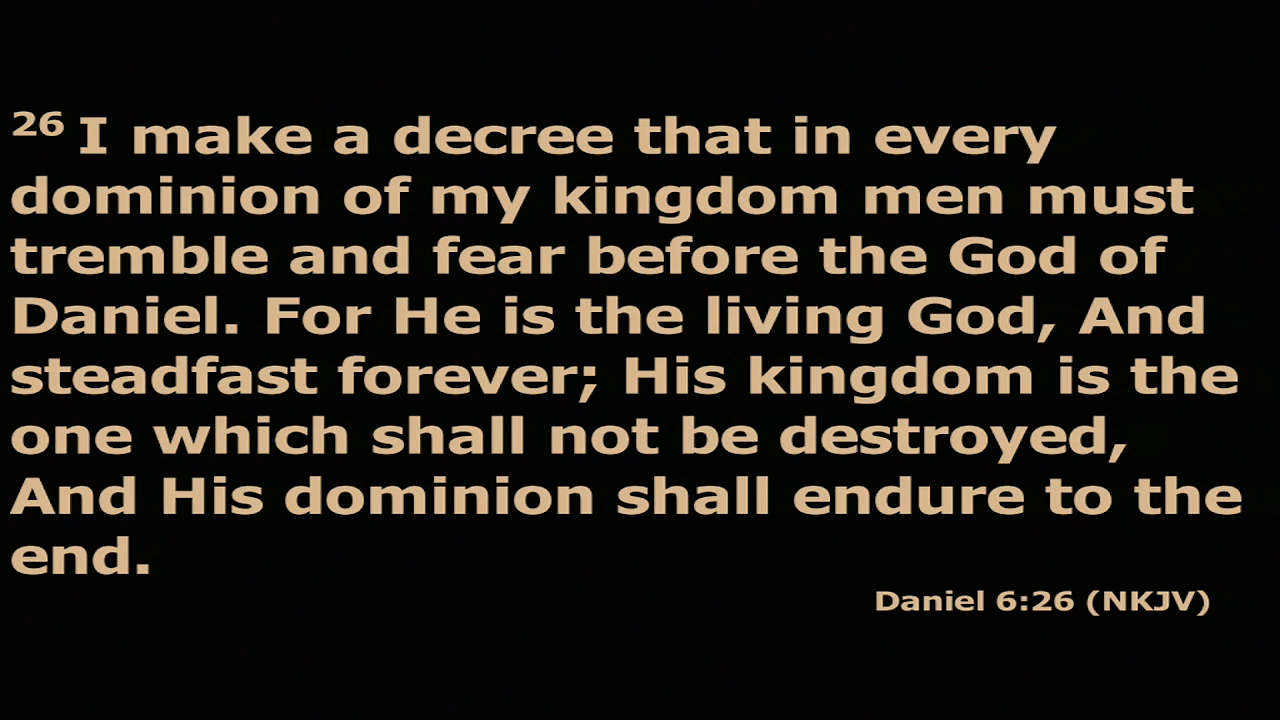 26 I make a decree that in every
dominion of my kingdom men must
tremble and fear before the God of
Daniel. For He is the living God, And
steadfast forever; His kingdom is the
one which shall not be destroyed,
And His dominion shall endure to the
end.
Daniel 6:26 (NKJV)